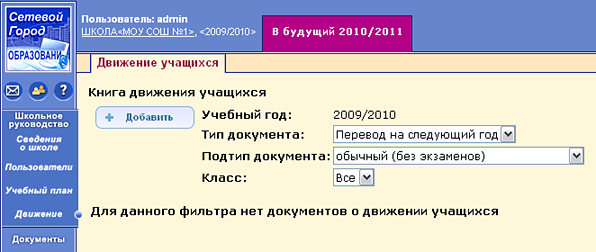 Сетевой
Город
ОБРАЗОВАНИ
Пользователь: admin
ШКОЛА<МОУ СОШ №1>, <2009/2010>
В будущий 2010/2011
Движение учащихся
Книга движения учащихся
+ Добавить
Учебный год: 2009/2010
Тип документа: Перевод на следующий год
Подтип документа: обычный (без экзаменов)
Класс: Все
Для данного фильтра нет документов о движении учащихся
?
Школьное
руководство
Сведения
о школе
Пользователи
Учебный план
Движение
Документы